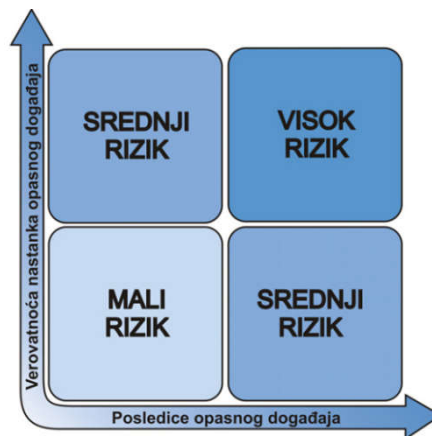 Verovatnoća nastanka opasnog događaja
SREDNJI
RIZIK
VISOK
RIZIK
MALI
RIZIK
SREDNJI
RIZIK
Posledice opasnog događaja